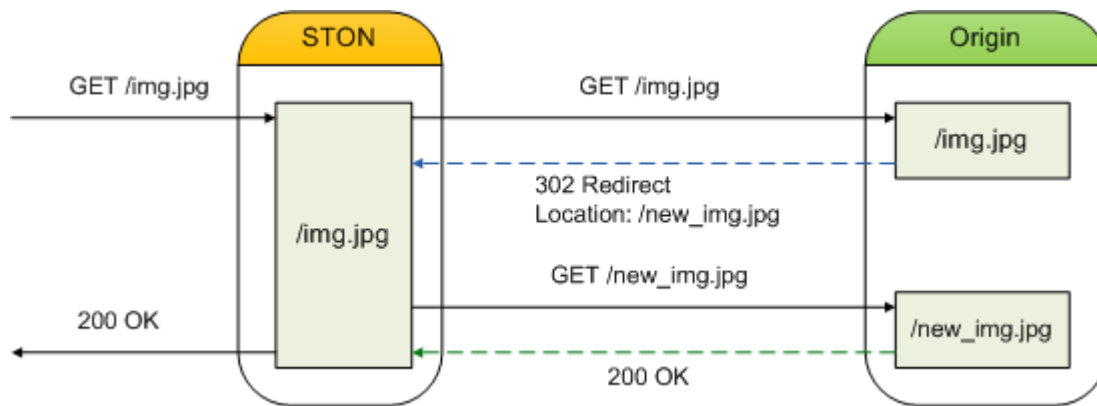 STON
Origin
GET /img.jpg
GET /img.jpg
/img.jpg
302 Redirect
Location: /new_img.jpg
/img.jpg
GET /new_img.jpg
200 OK
/new_img.jpg
200 OK